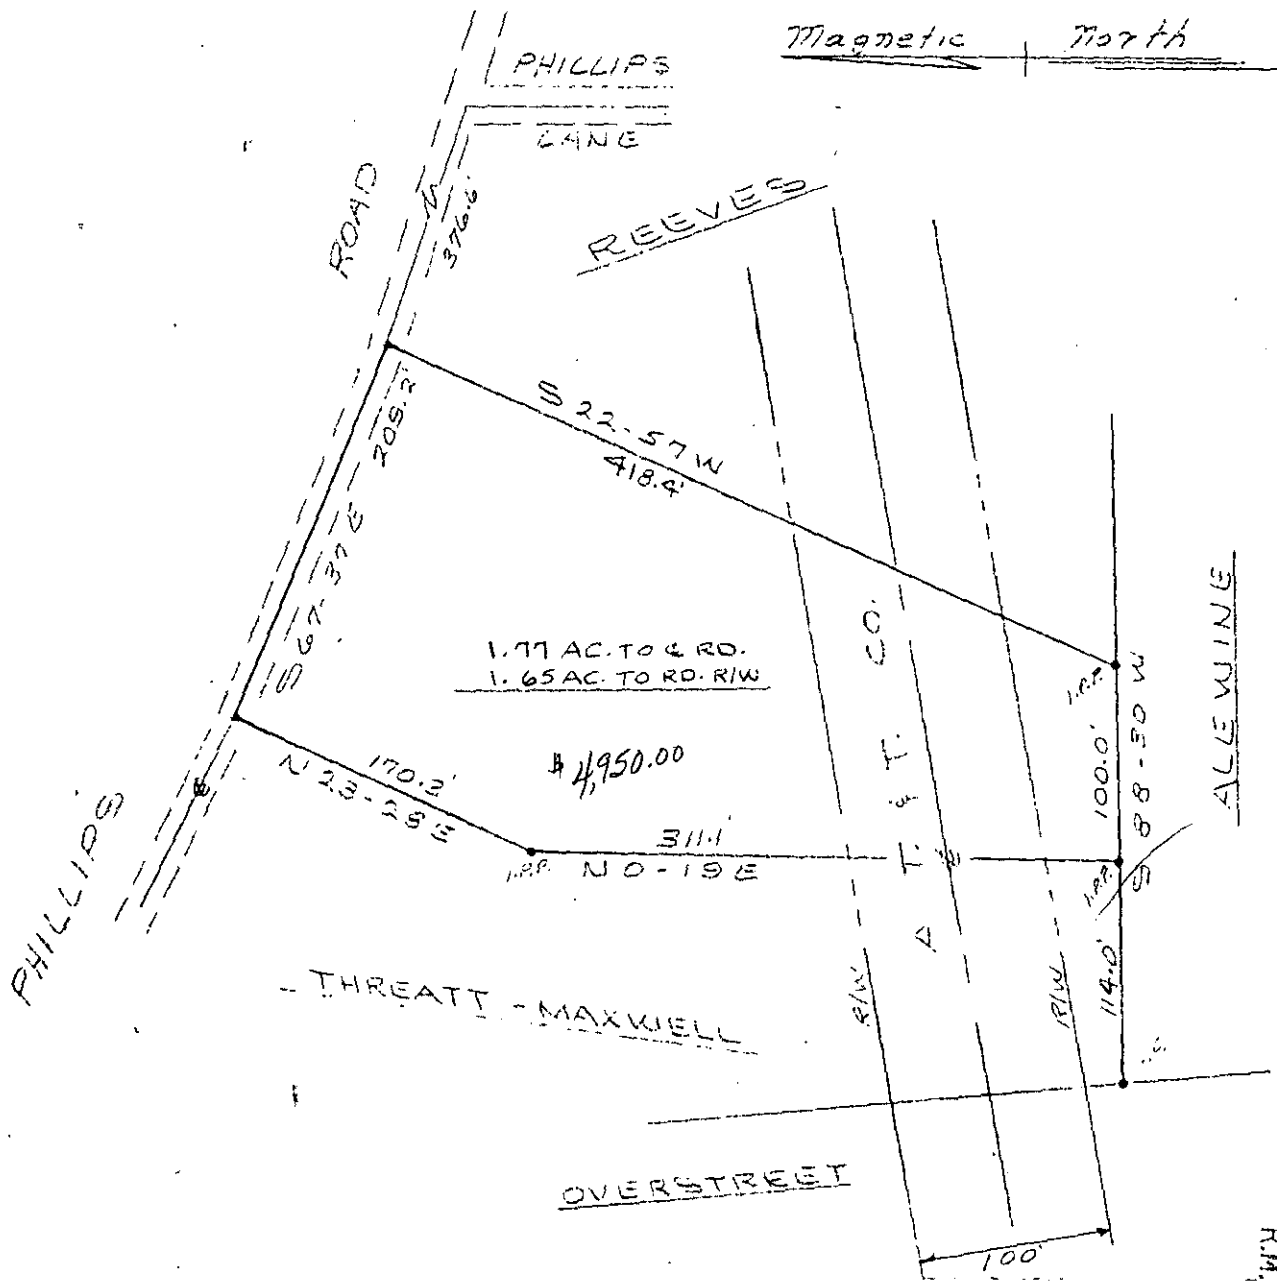 Magnetic North
PHILLIPS
LANE
REEVES
ROAD
376.6'
S 22-57 W
418.4'
205.2'
S 67-37 E
1.77 AC. TO ℄ RD.
1.65 AC. TO RD. R/W
$4,950.00
170.2'
N 23-28 E
311.1'
N 0-19 E
I.P.P.
A. T. & T. CO.
I.P.P.
100.0'
S 88-30 W
ALEWINE
I.P.P.
114.0'
PHILLIPS
THREATT-MAXWELL
R/W
R/W
OVERSTREET
100'